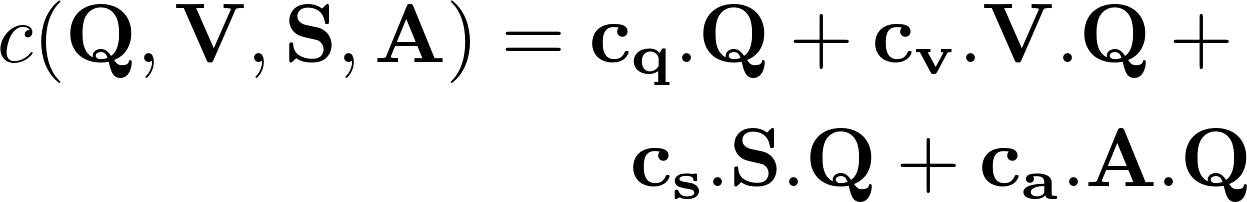 c(Q, V, S, A) = c_q.Q + c_v.V.Q +
c_s.S.Q + c_a.A.Q